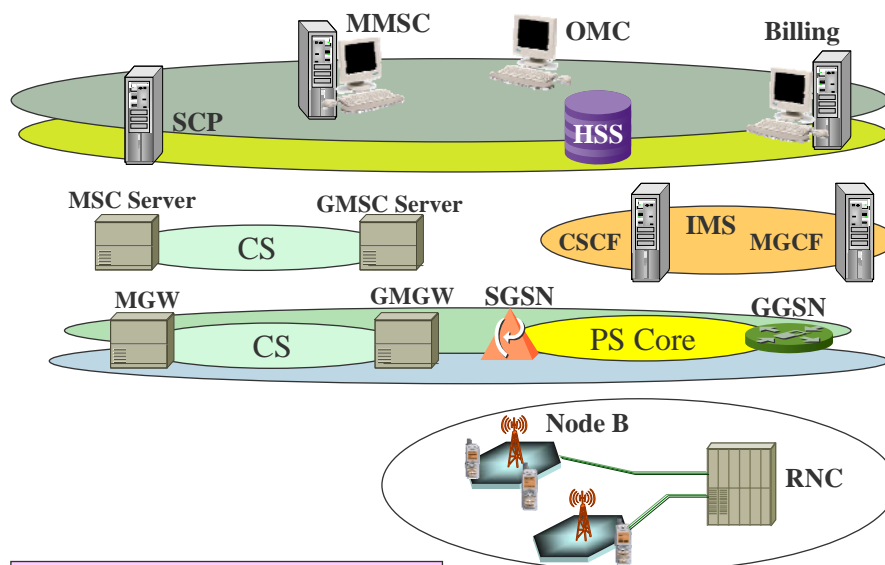 MMSC
OMC
Billing
SCP
HSS
MSC Server
GMSC Server
CS
IMS
CSCF
MGCF
MGW
GMGW
SGSN
GGSN
CS
PS Core
Node B
RNC